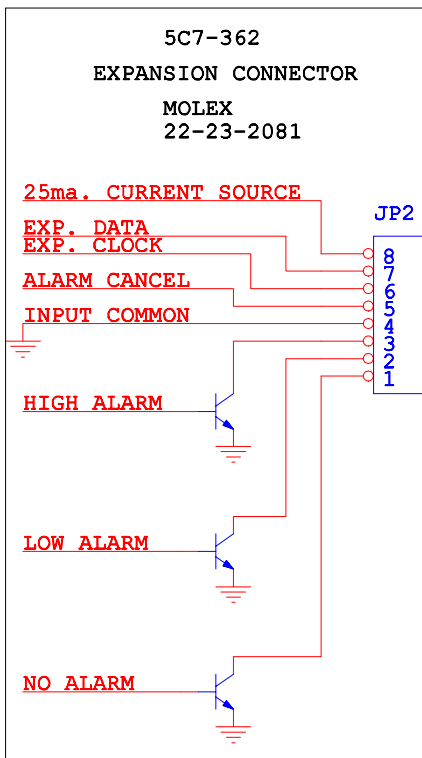 5C7-362
EXPANSION CONNECTOR
MOLEX
22-23-2081
25ma. CURRENT SOURCE
JP2
EXP. DATA
EXP. CLOCK
8
7
ALARM CANCEL
6
5
INPUT COMMON
4
3
2
1
HIGH ALARM
LOW ALARM
NO ALARM